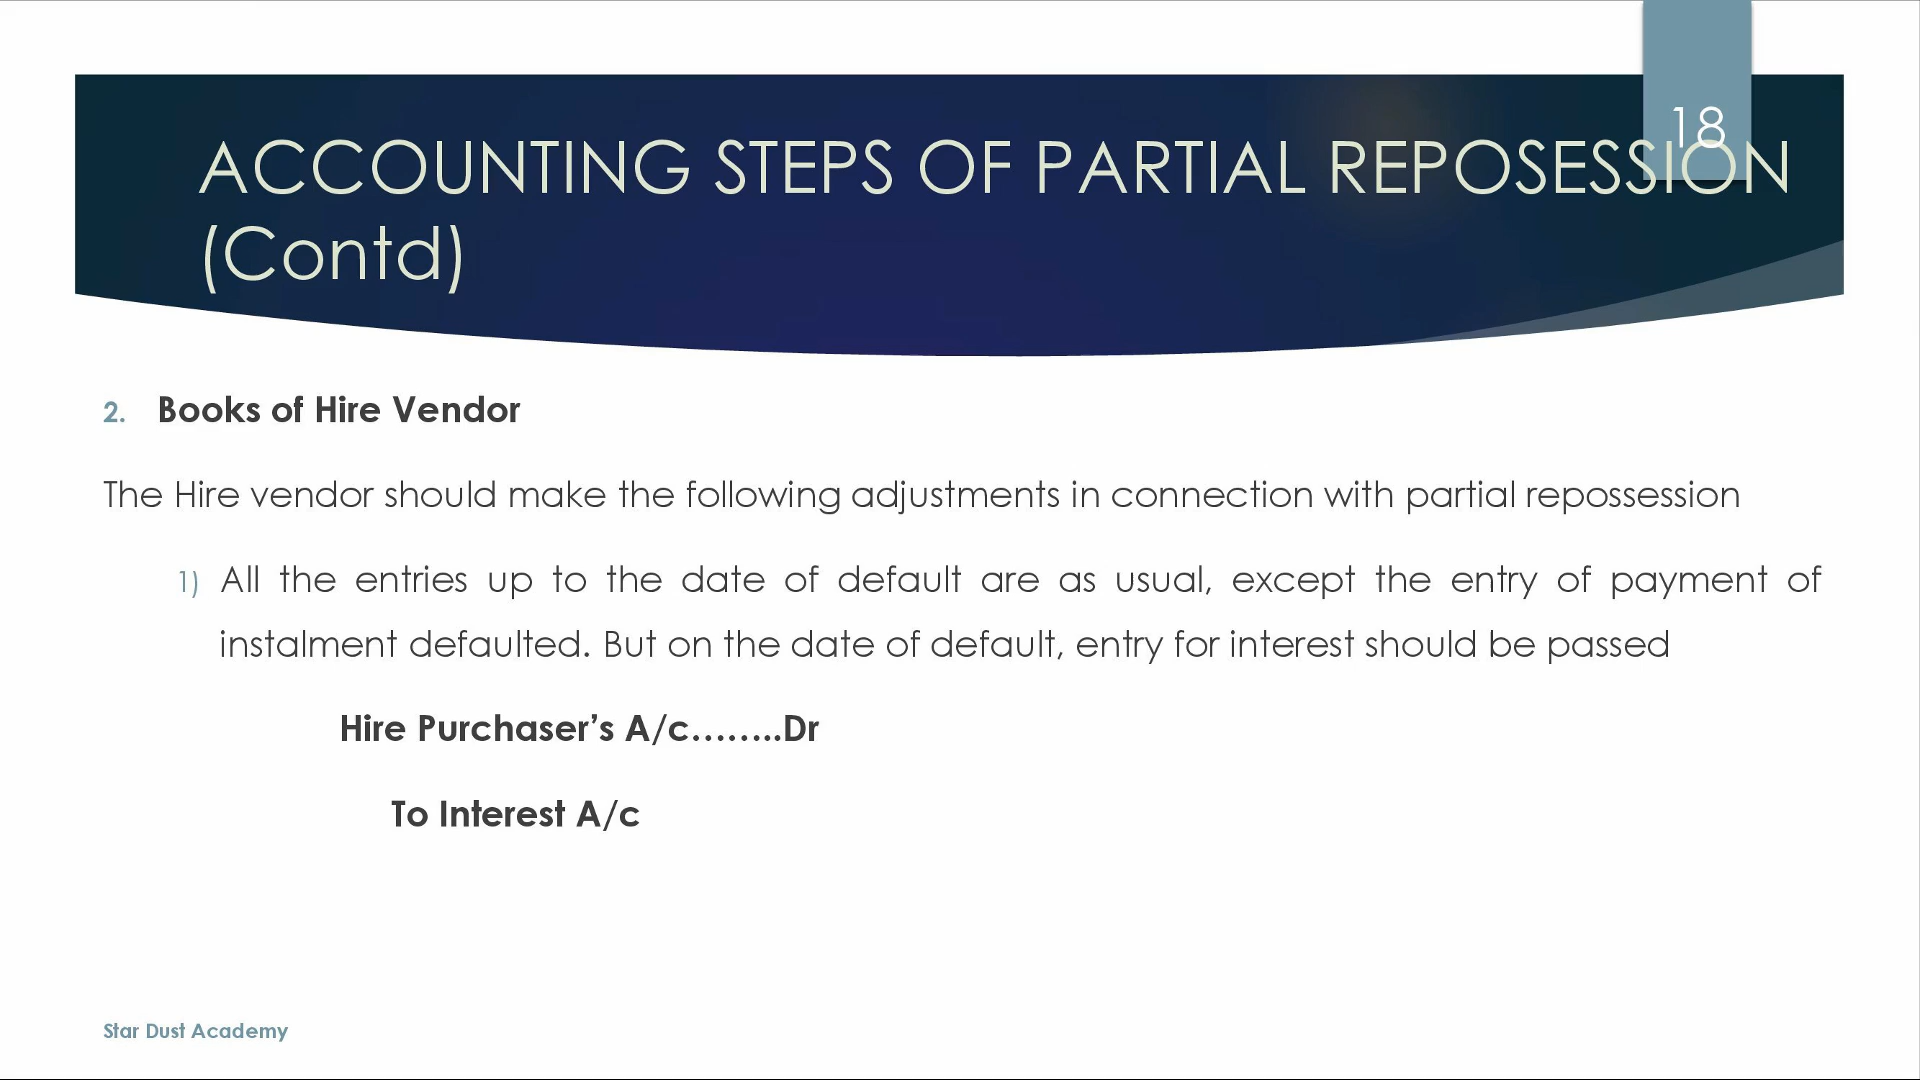 18
ACCOUNTING STEPS OF PARTIAL REPOSESSION
(Contd)
2. Books of Hire Vendor
The Hire vendor should make the following adjustments in connection with partial repossession
1) All the entries up to the date of default are as usual, except the entry of payment of
instalment defaulted. But on the date of default, entry for interest should be passed
Hire Purchaser’s A/c……..Dr
To Interest A/c
Star Dust Academy